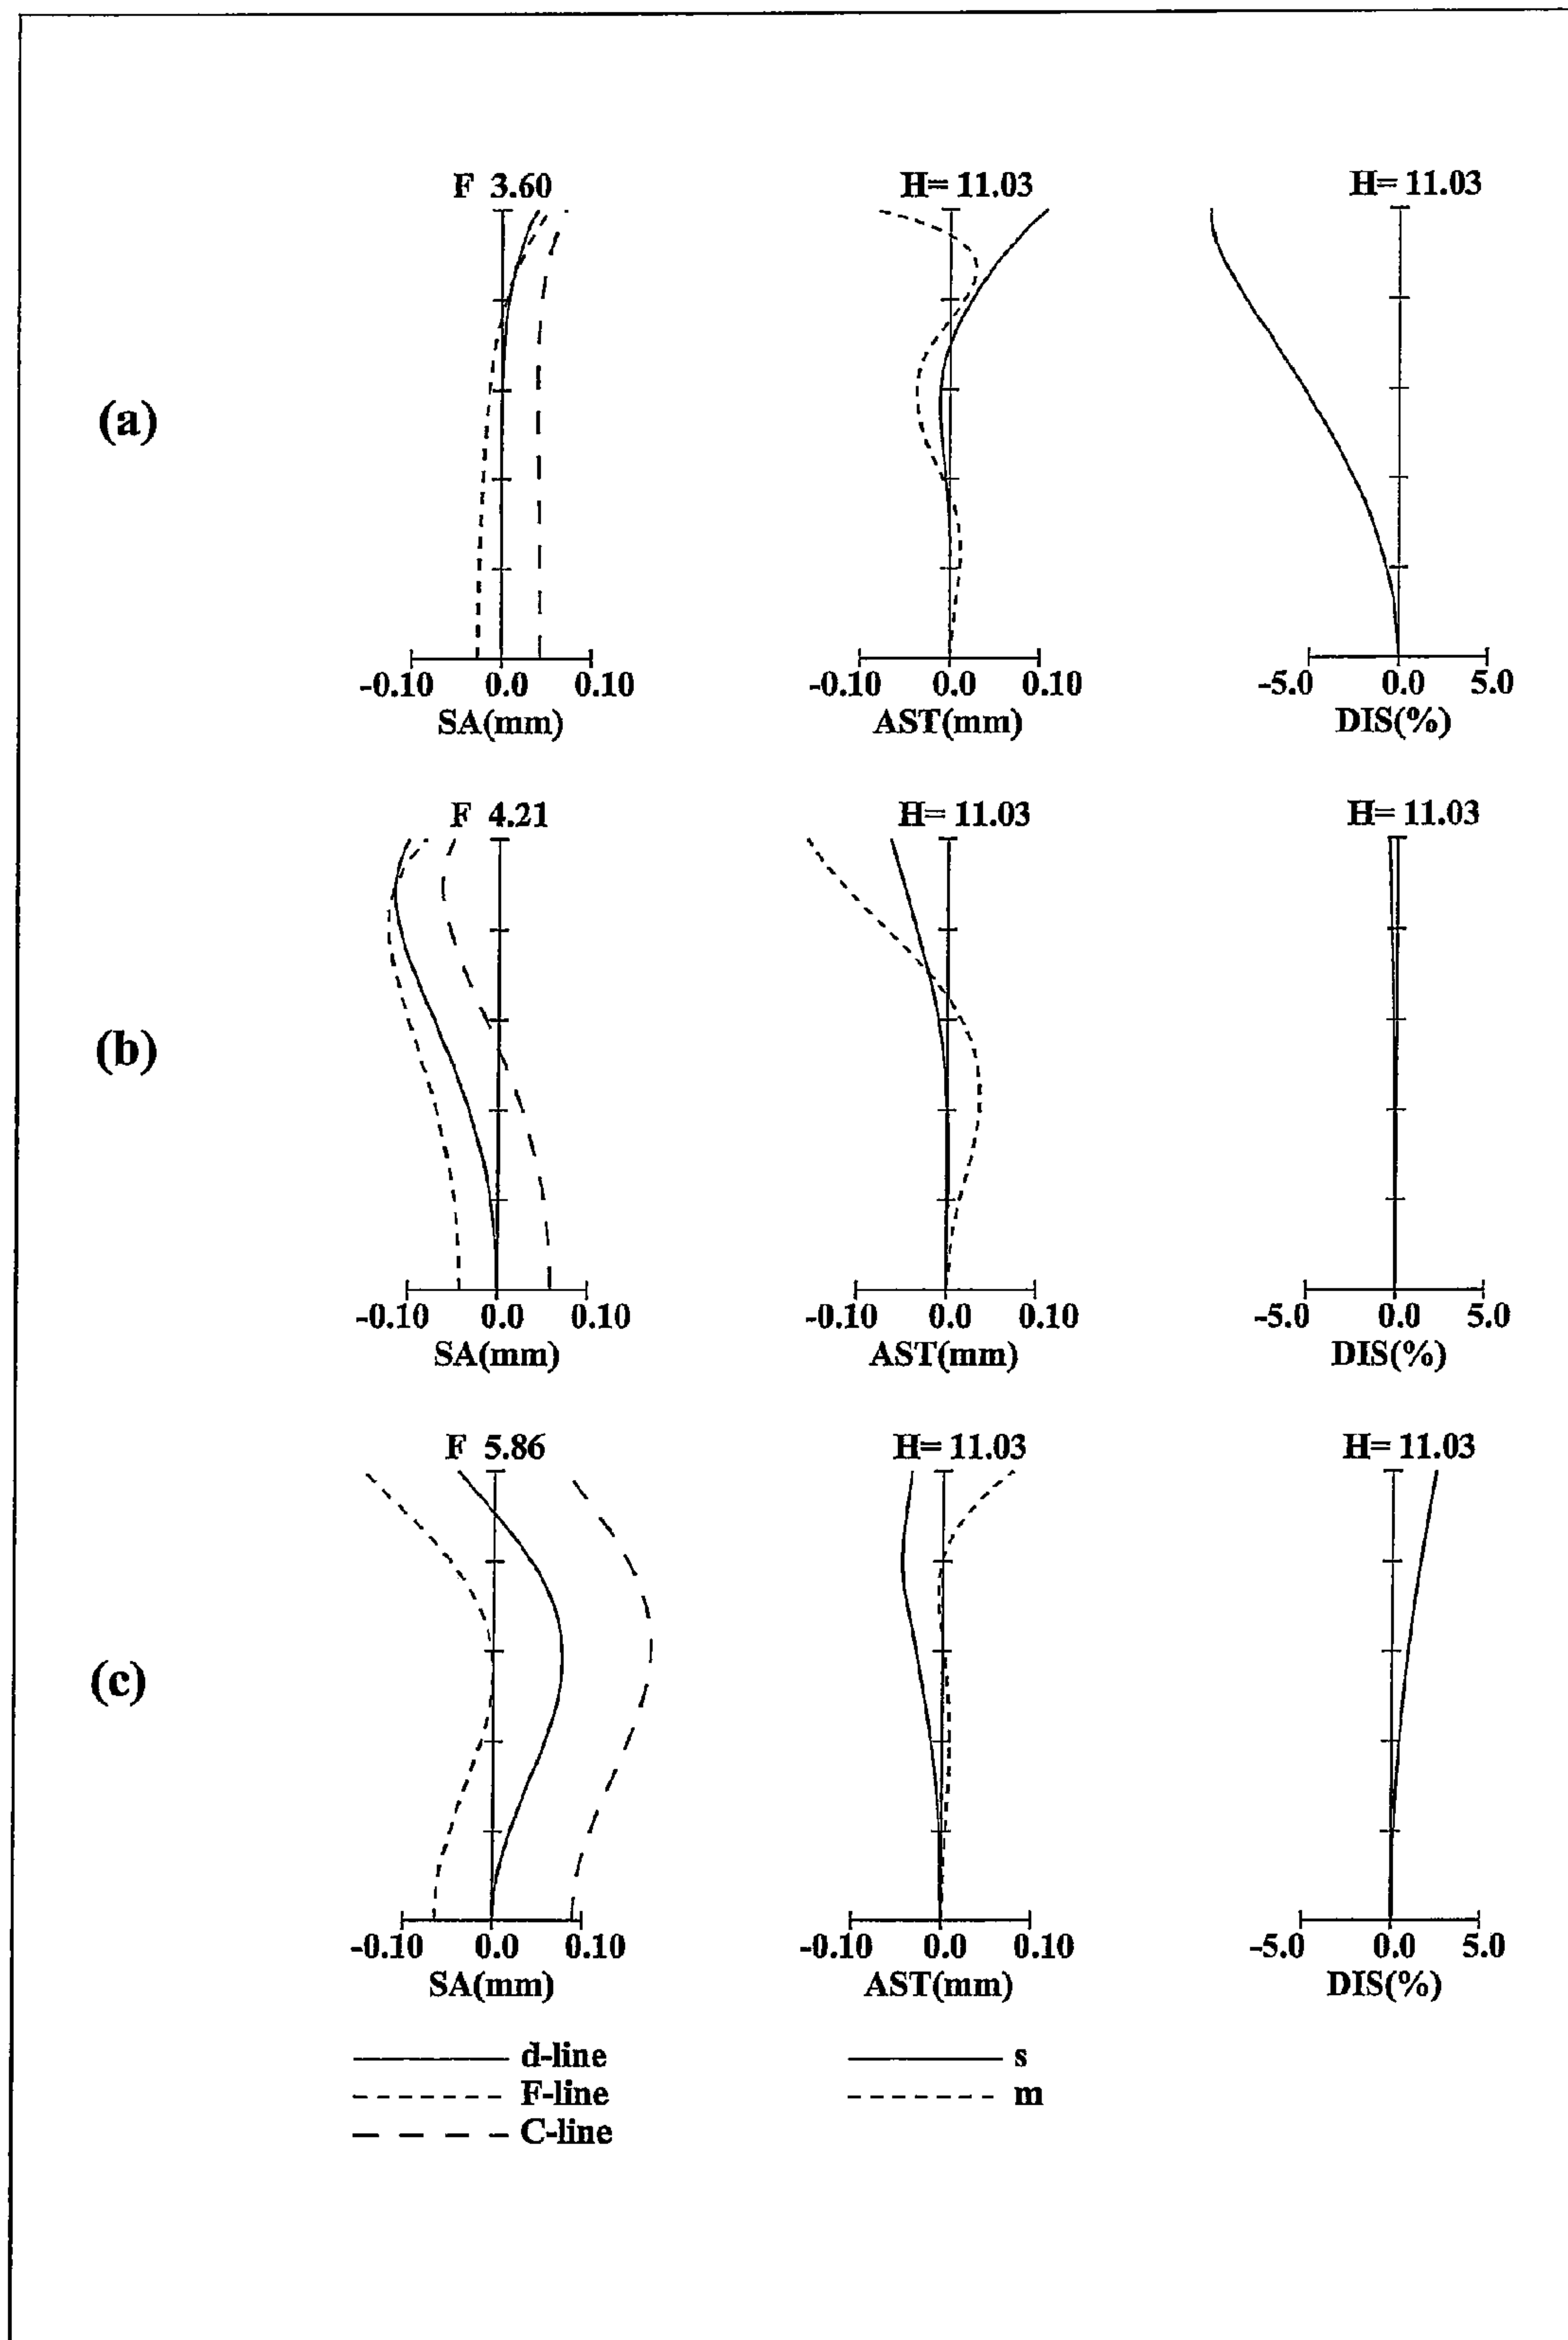 F 3.60 H= 11.03 H= 11.03
(a)
-0.10 0.0 0.10 -0.10 0.0 0.10 -5.0 0.0 5.0
SA(mm) AST(mm) DIS(%)
F 4.21 H= 11.03 H= 11.03
(b)
-0.10 0.0 0.10 -0.10 0.0 0.10 -5.0 0.0 5.0
SA(mm) AST(mm) DIS(%)
F 5.86 H= 11.03 H= 11.03
(c)
-0.10 0.0 0.10 -0.10 0.0 0.10 -5.0 0.0 5.0
SA(mm) AST(mm) DIS(%)
d-line s
F-line m
C-line